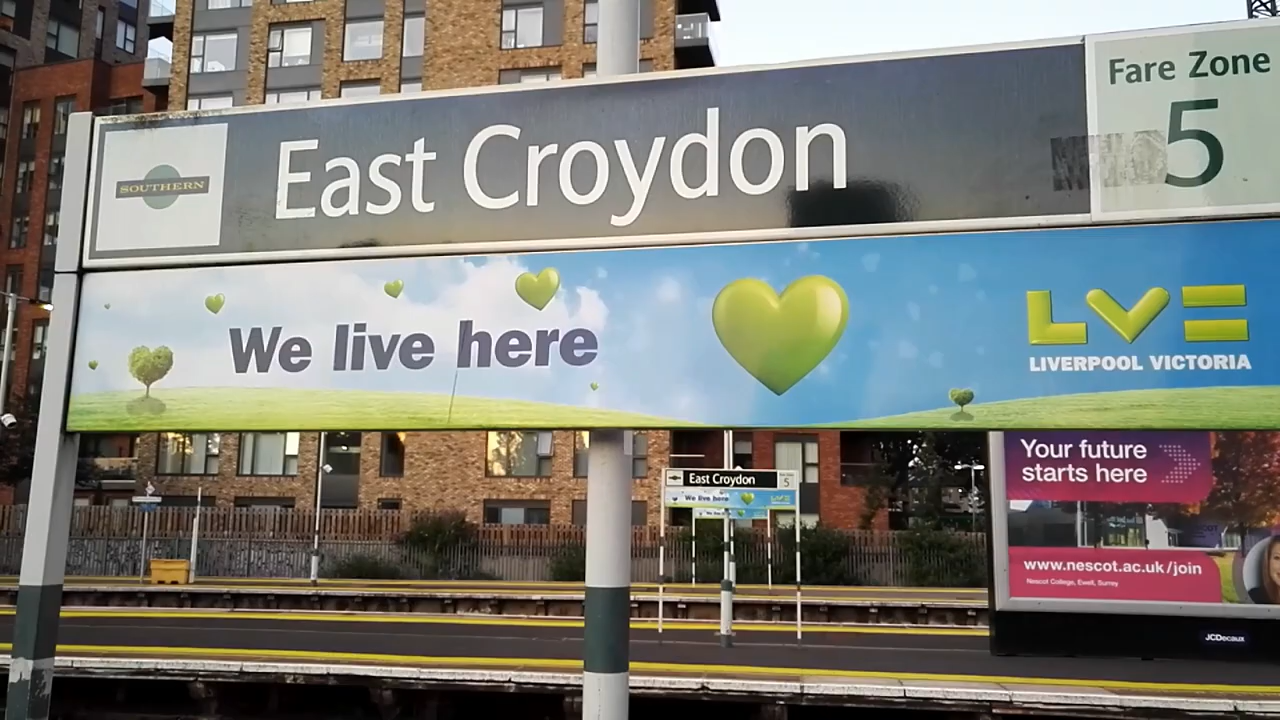 SOUTHERN
East Croydon
Fare Zone
5
We live here
LV=
LIVERPOOL VICTORIA
East Croydon
5
We live here
LV=
Your future
starts here
www.nescot.ac.uk/join
Nescot College, Ewell, Surrey
JCDecaux